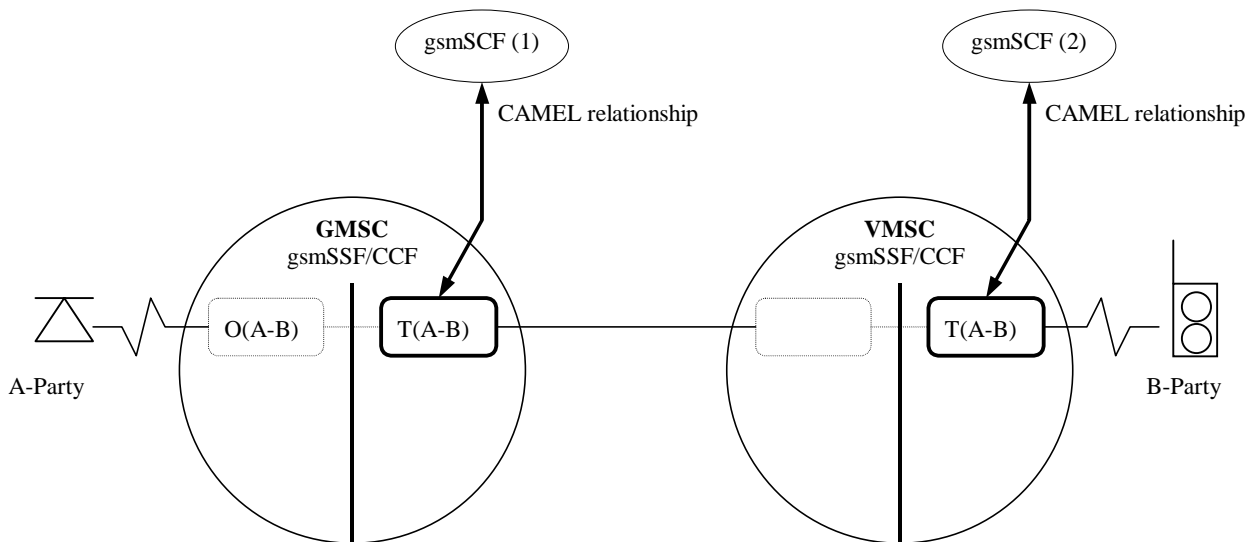 gsmSCF (1)
gsmSCF (2)
CAMEL relationship
CAMEL relationship
GMSC
gsmSSF/CCF
VMSC
gsmSSF/CCF
O(A-B)
T(A-B)
T(A-B)
A-Party
B-Party